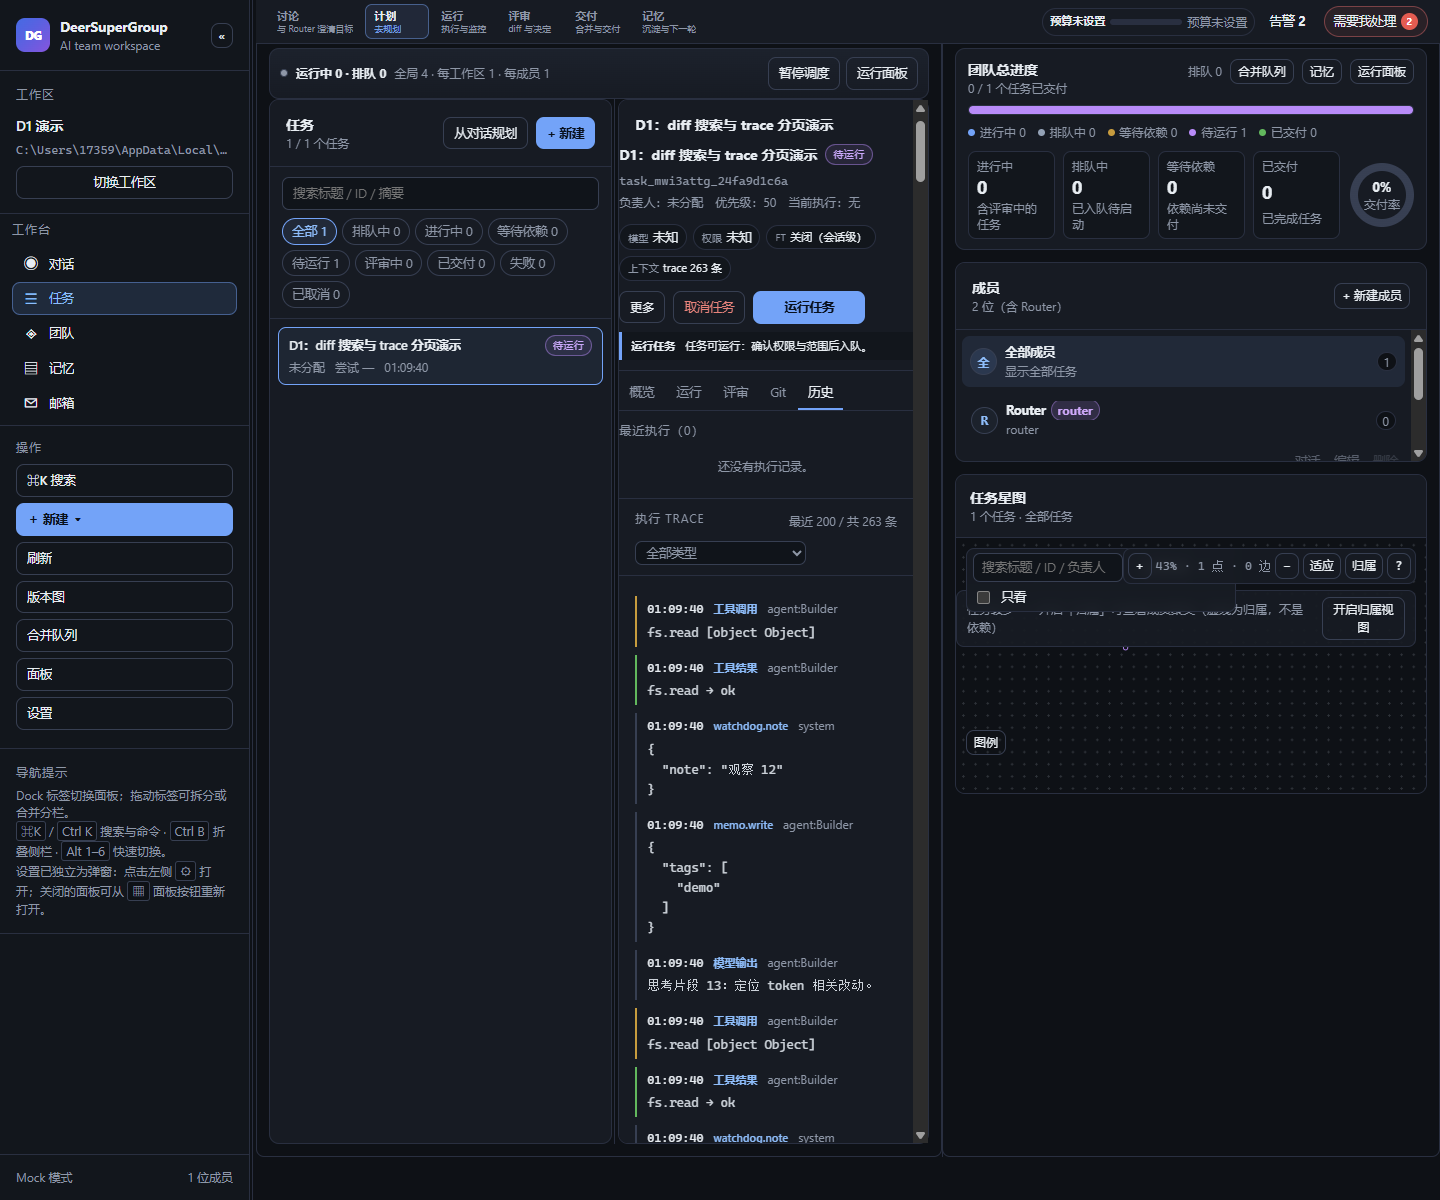 DG
DeerSuperGroup
AI team workspace
«
工作区
D1 演示
C:\Users\17359\AppData\Local\…
切换工作区
工作台
对话
任务
团队
记忆
邮箱
操作
⌘K 搜索
+ 新建
刷新
版本图
合并队列
面板
设置
导航提示
Dock 标签切换面板；拖动标签可拆分或
合并分栏。
⌘K / Ctrl K 搜索与命令 · Ctrl B 折
叠侧栏 · Alt 1–6 快速切换。
设置已独立为弹窗：点击左侧 ⚙ 打
开；关闭的面板可从 ▦ 面板按钮重新
打开。
Mock 模式 1 位成员
讨论
与 Router 澄清目标
计划
表规划
运行
执行与监控
评审
diff 与决定
交付
合并与交付
记忆
沉淀与下一轮
预算未设置 预算未设置
告警 2
需要我处理 2
运行中 0 · 排队 0 全局 4 · 每工作区 1 · 每成员 1
暂停调度
运行面板
任务
1 / 1 个任务
从对话规划
+ 新建
搜索标题 / ID / 摘要
全部 1 排队中 0 进行中 0 等待依赖 0
待运行 1 评审中 0 已交付 0 失败 0
已取消 0
D1：diff 搜索与 trace 分页演示 待运行
未分配 尝试 — 01:09:40
D1：diff 搜索与 trace 分页演示
D1：diff 搜索与 trace 分页演示 待运行
task_mwi3attg_24fa9d1c6a
负责人：未分配 优先级：50 当前执行：无
模型 未知 权限 未知 FT 关闭（会话级）
上下文 trace 263 条
更多 取消任务 运行任务
运行任务 任务可运行：确认权限与范围后入队。
概览 运行 评审 Git 历史
最近执行（0）
还没有执行记录。
执行 TRACE 最近 200 / 共 263 条
全部类型
01:09:40 工具调用 agent:Builder
fs.read [object Object]
01:09:40 工具结果 agent:Builder
fs.read → ok
01:09:40 watchdog.note system
{
"note": "观察 12"
}
01:09:40 memo.write agent:Builder
{
"tags": [
"demo"
]
}
01:09:40 模型输出 agent:Builder
思考片段 13：定位 token 相关改动。
01:09:40 工具调用 agent:Builder
fs.read [object Object]
01:09:40 工具结果 agent:Builder
fs.read → ok
01:09:40 watchdog.note system
团队总进度
0 / 1 个任务已交付
排队 0 合并队列 记忆 运行面板
进行中 0 排队中 0 等待依赖 0 待运行 1 已交付 0
进行中
0
含评审中的
任务
排队中
0
已入队待启
动
等待依赖
0
依赖尚未交
付
已交付
0
已完成任务
0%
交付率
成员
2 位（含 Router）
+ 新建成员
全 全部成员
显示全部任务
1
R Router router
router
0
对话 编辑 删除
任务星图
1 个任务 · 全部任务
搜索标题 / ID / 负责人
+ 43% · 1 点 · 0 边 − 适应 归属 ?
只看
为归属，不是
依赖）
开启归属视
图
图例